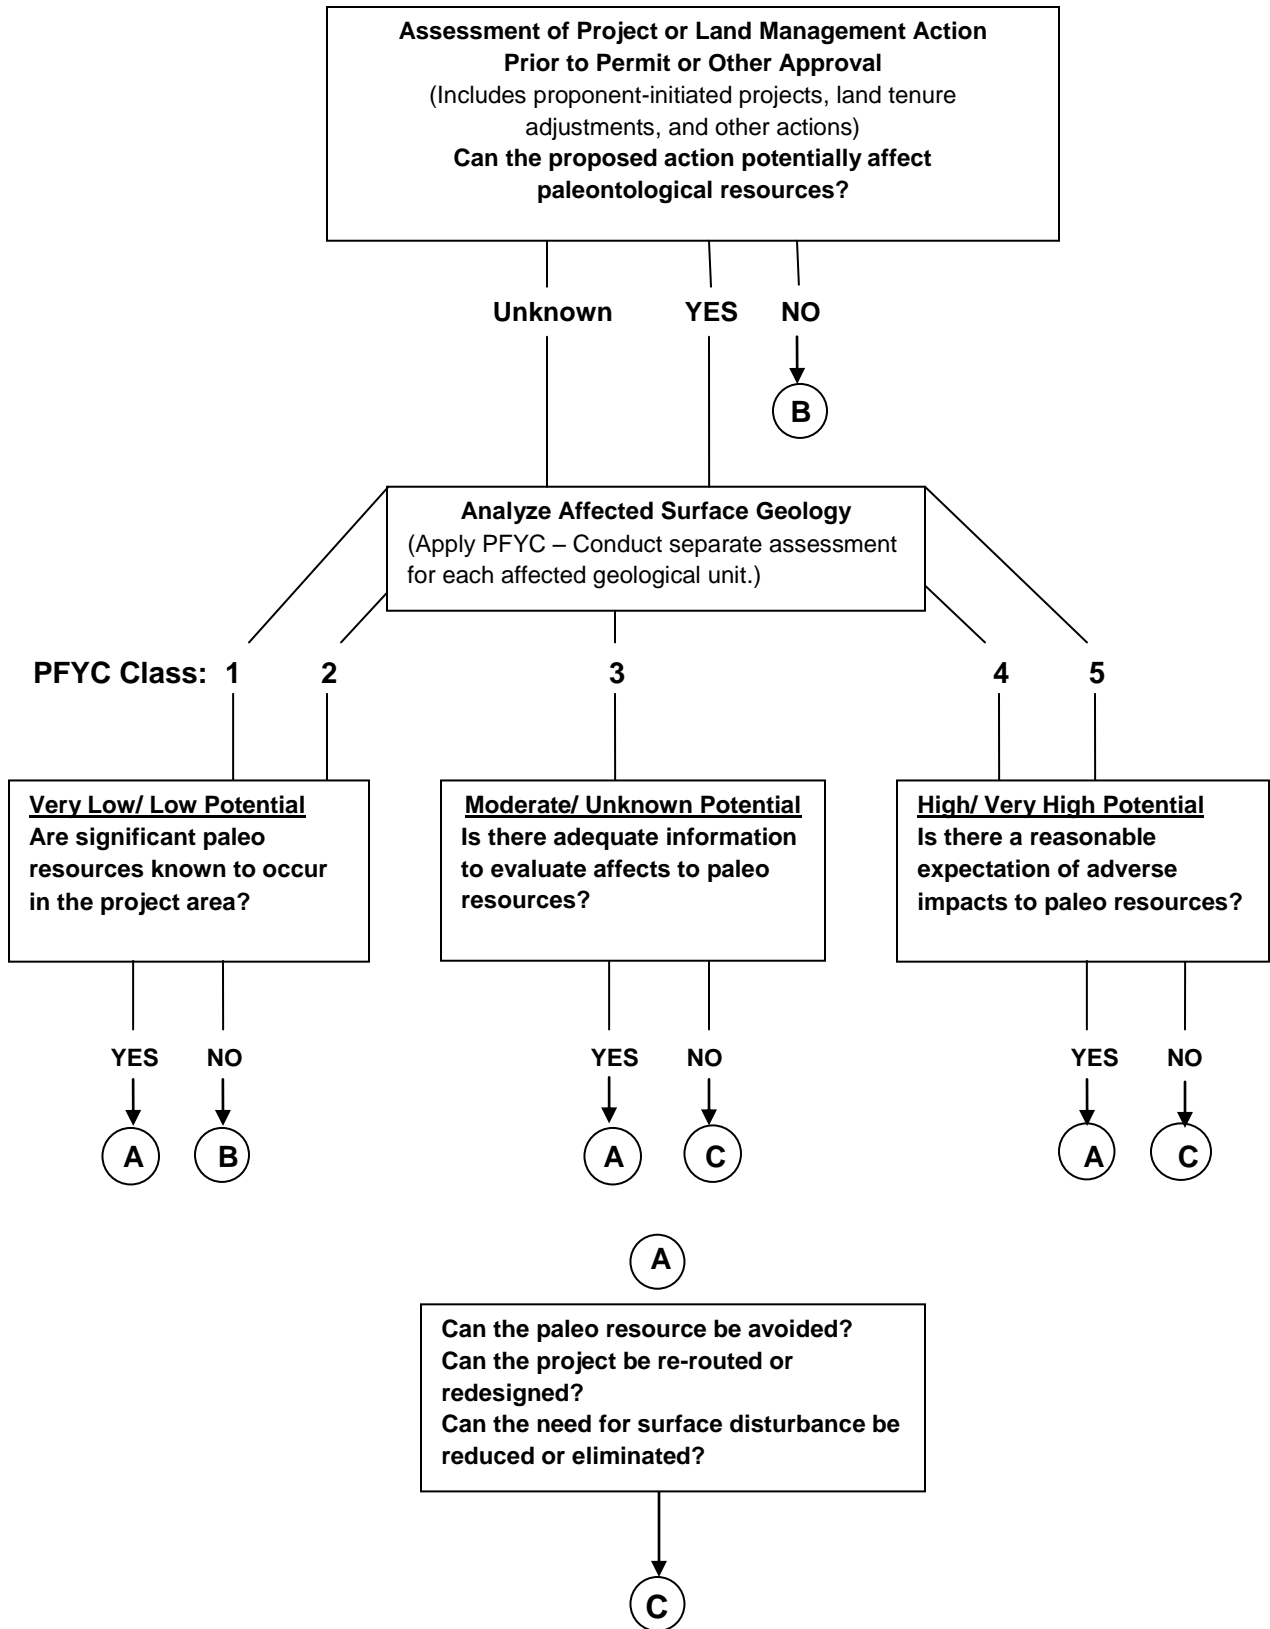 Assessment of Project or Land Management Action
Prior to Permit or Other Approval
(Includes proponent-initiated projects, land tenure
adjustments, and other actions)
Can the proposed action potentially affect
paleontological resources?
Unknown YES NO
B
Analyze Affected Surface Geology
(Apply PFYC – Conduct separate assessment
for each affected geological unit.)
PFYC Class: 1 2 3 4 5
Very Low/ Low Potential
Are significant paleo
resources known to occur
in the project area?
Moderate/ Unknown Potential
Is there adequate information
to evaluate affects to paleo
resources?
High/ Very High Potential
Is there a reasonable
expectation of adverse
impacts to paleo resources?
YES NO YES NO YES NO
A B A C A C
A
Can the paleo resource be avoided?
Can the project be re-routed or
redesigned?
Can the need for surface disturbance be
reduced or eliminated?
C